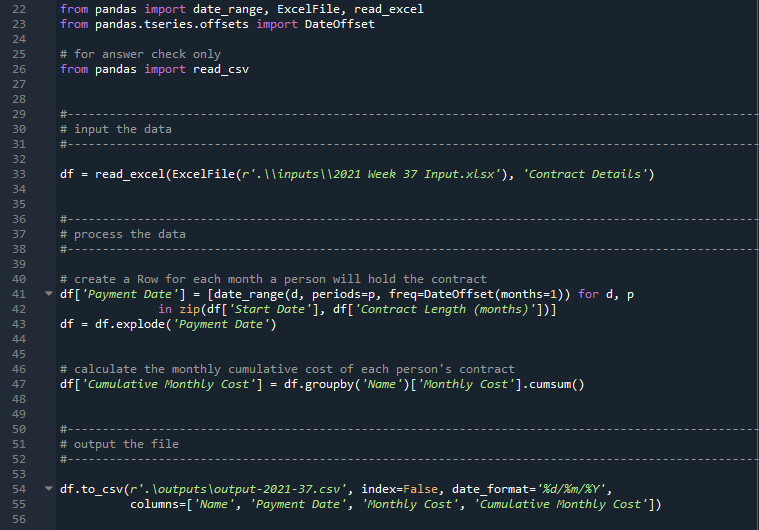 22 from pandas import date_range, ExcelFile, read_excel
23 from pandas.tseries.offsets import DateOffset
24
25 # for answer check only
26 from pandas import read_csv
27
28
29 #---------------------------------------------------------------------------------------------------
30 # input the data
31 #---------------------------------------------------------------------------------------------------
32
33 df = read_excel(ExcelFile(r'.\\inputs\\2021 Week 37 Input.xlsx'), 'Contract Details')
34
35
36 #---------------------------------------------------------------------------------------------------
37 # process the data
38 #---------------------------------------------------------------------------------------------------
39
40 # create a Row for each month a person will hold the contract
41 df['Payment Date'] = [date_range(d, periods=p, freq=DateOffset(months=1)) for d, p
42               in zip(df['Start Date'], df['Contract Length (months)'])]
43 df = df.explode('Payment Date')
44
45
46 # calculate the monthly cumulative cost of each person's contract
47 df['Cumulative Monthly Cost'] = df.groupby('Name')['Monthly Cost'].cumsum()
48
49
50 #---------------------------------------------------------------------------------------------------
51 # output the file
52 #---------------------------------------------------------------------------------------------------
53
54 df.to_csv(r'.\outputs\output-2021-37.csv', index=False, date_format='%d/%m/%Y',
55           columns=['Name', 'Payment Date', 'Monthly Cost', 'Cumulative Monthly Cost'])
56